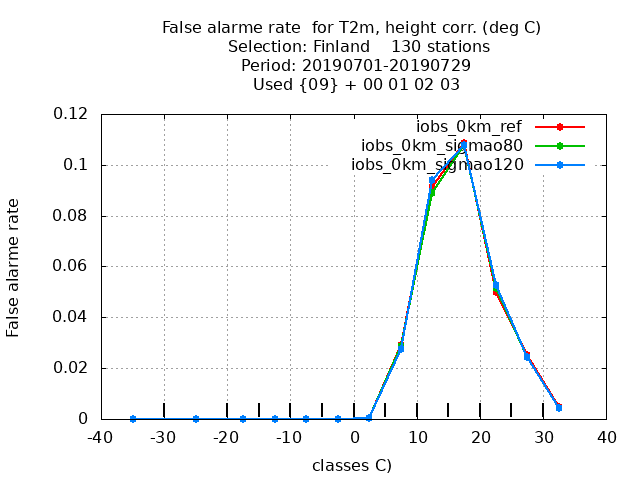 False alarme rate  for T2m, height corr. (deg C)
Selection: Finland    130 stations
Period: 20190701-20190729
Used {09} + 00 01 02 03
iobs_0km_ref
iobs_0km_sigmao80
iobs_0km_sigmao120
False alarme rate
0.12
0.1
0.08
0.06
0.04
0.02
0
-40 -30 -20 -10 0 10 20 30 40
classes C)